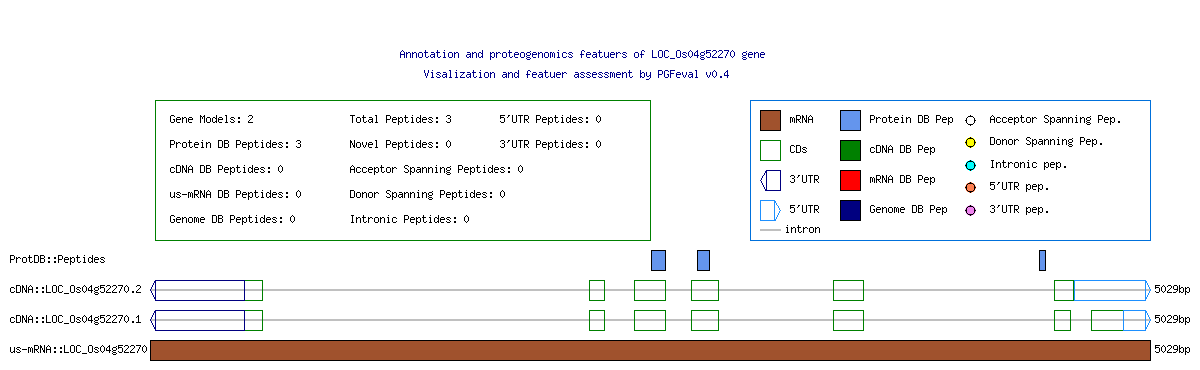 Annotation and proteogenomics featuers of LOC_Os04g52270 gene
Visalization and featuer assessment by PGFeval v0.4
Gene Models: 2 Total Peptides: 3 5'UTR Peptides: 0
Protein DB Peptides: 3 Novel Peptides: 0 3'UTR Peptides: 0
cDNA DB Peptides: 0 Acceptor Spanning Peptides: 0
us-mRNA DB Peptides: 0 Donor Spanning Peptides: 0
Genome DB Peptides: 0 Intronic Peptides: 0
mRNA Protein DB Pep Acceptor Spanning Pep.
CDs cDNA DB Pep Donor Spanning Pep.
3'UTR mRNA DB Pep Intronic pep.
5'UTR Genome DB Pep 5'UTR pep.
intron 3'UTR pep.
ProtDB::Peptides
cDNA::LOC_Os04g52270.2 5029bp
cDNA::LOC_Os04g52270.1 5029bp
us-mRNA::LOC_Os04g52270 5029bp